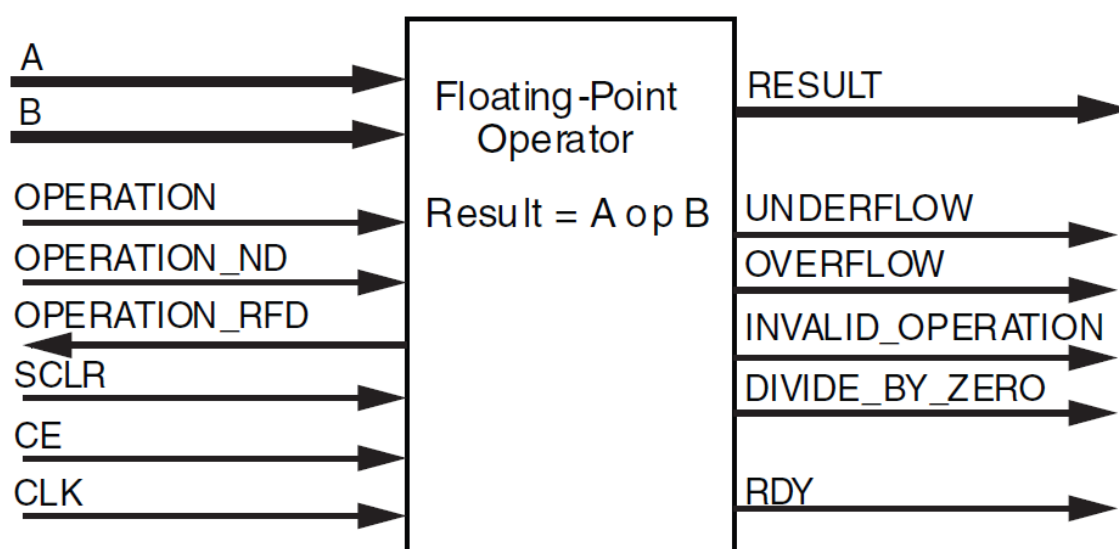 A
B
OPERATION
OPERATION_ND
OPERATION_RFD
SCLR
CE
CLK
Floating-Point
Operator
Result = A op B
RESULT
UNDERFLOW
OVERFLOW
INVALID_OPERATION
DIVIDE_BY_ZERO
RDY